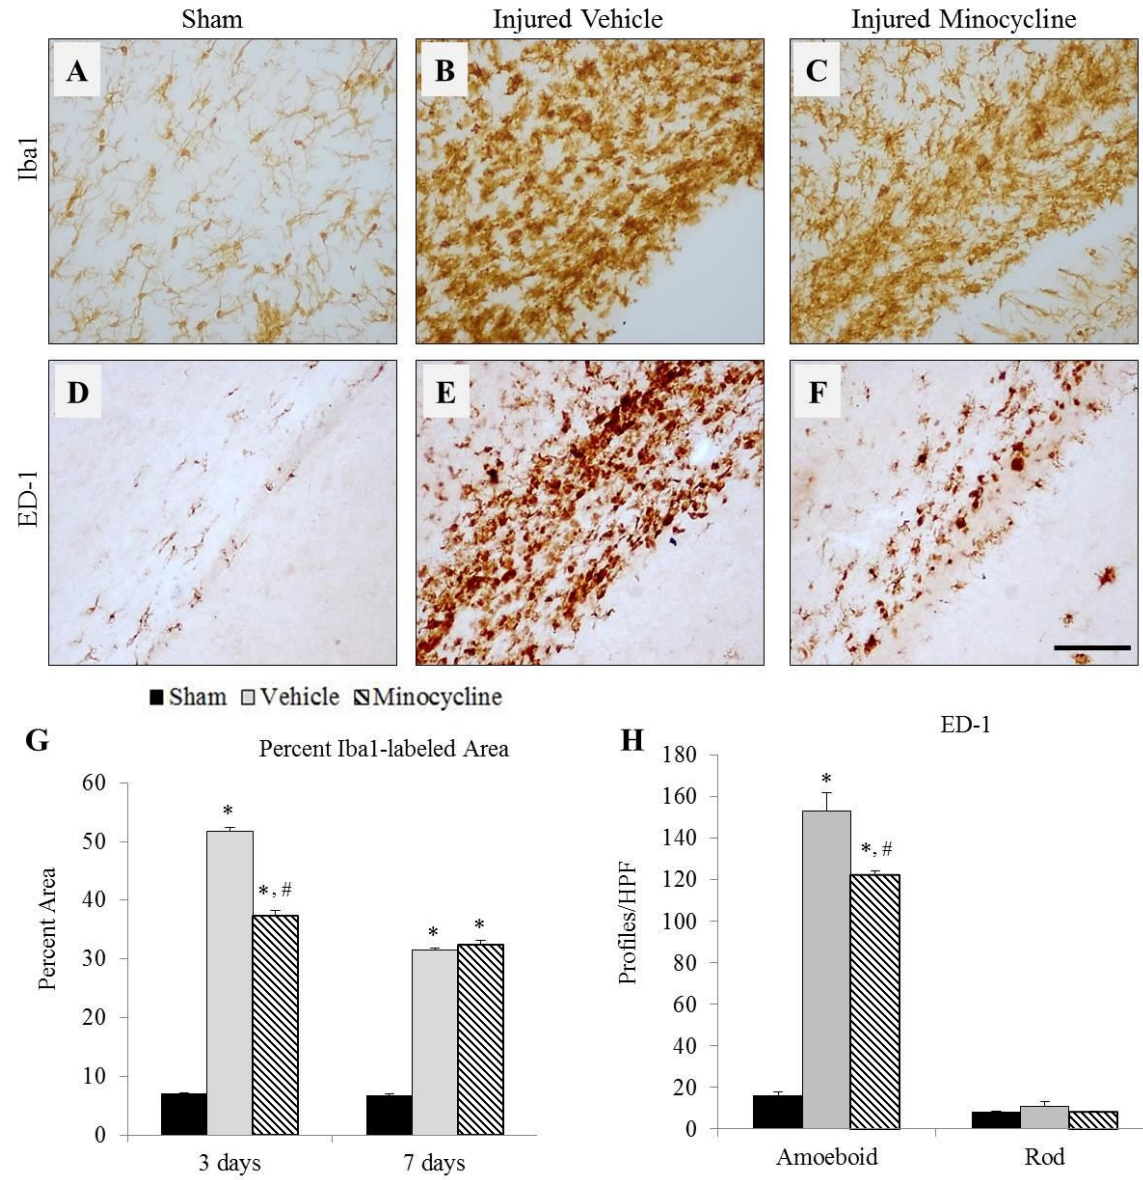 Sham Injured Vehicle Injured Minocycline
Iba1
A B C
ED-1
D E F
Sham Vehicle Minocycline
G
Percent Iba1-labeled Area
Percent Area
60
50
40
30
20
10
0
*
*, #
*
*
3 days 7 days
H
ED-1
Profiles/HPF
180
160
140
120
100
80
60
40
20
0
*
*, #
Amoeboid Rod